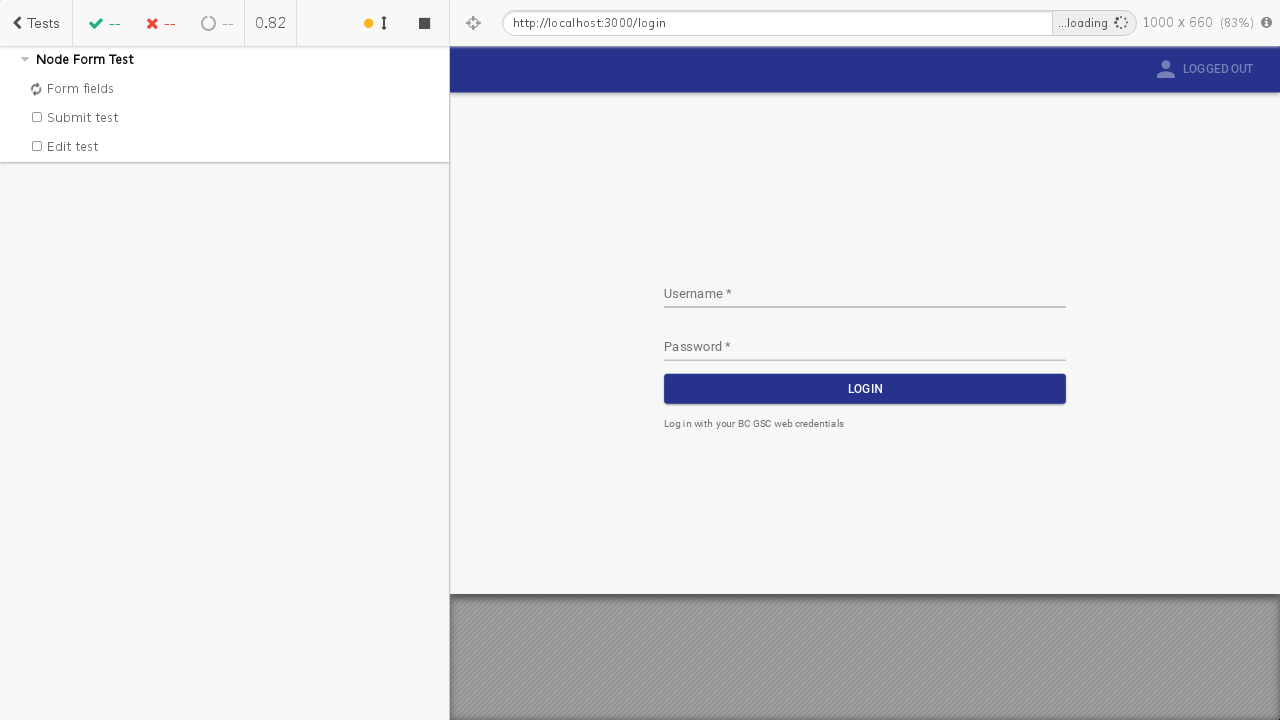 Tests -- -- -- 0.82 http://localhost:3000/login ...loading 1000 x 660 (83%)
Node Form Test
LOGGED OUT
Form fields
Submit test
Edit test
Username *
Password *
LOGIN
Log in with your BC GSC web credentials